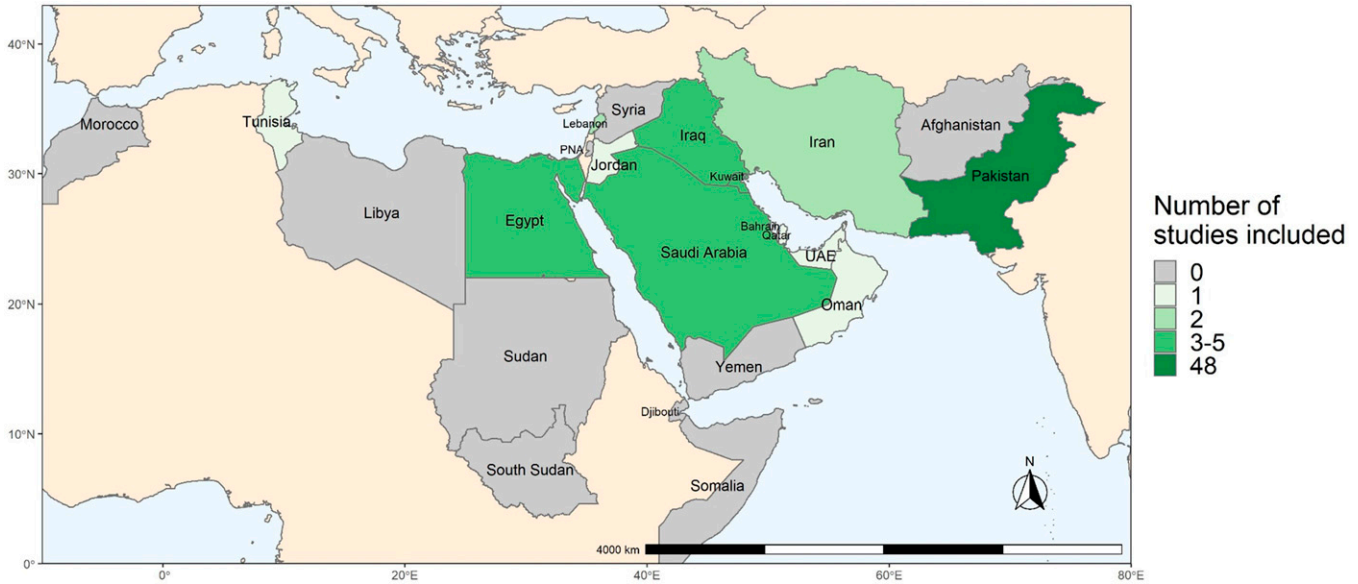 40°N
30°N
20°N
10°N
0°
0°
20°E
40°E
60°E
80°E
Morocco
Tunisia
Libya
Egypt
Sudan
South Sudan
Djibouti
Somalia
Yemen
Oman
UAE
Saudi Arabia
Bahrain
Qatar
Kuwait
Iraq
Jordan
PNA
Lebanon
Syria
Iran
Afghanistan
Pakistan
N
4000 km
Number of
studies included
0
1
2
3-5
48